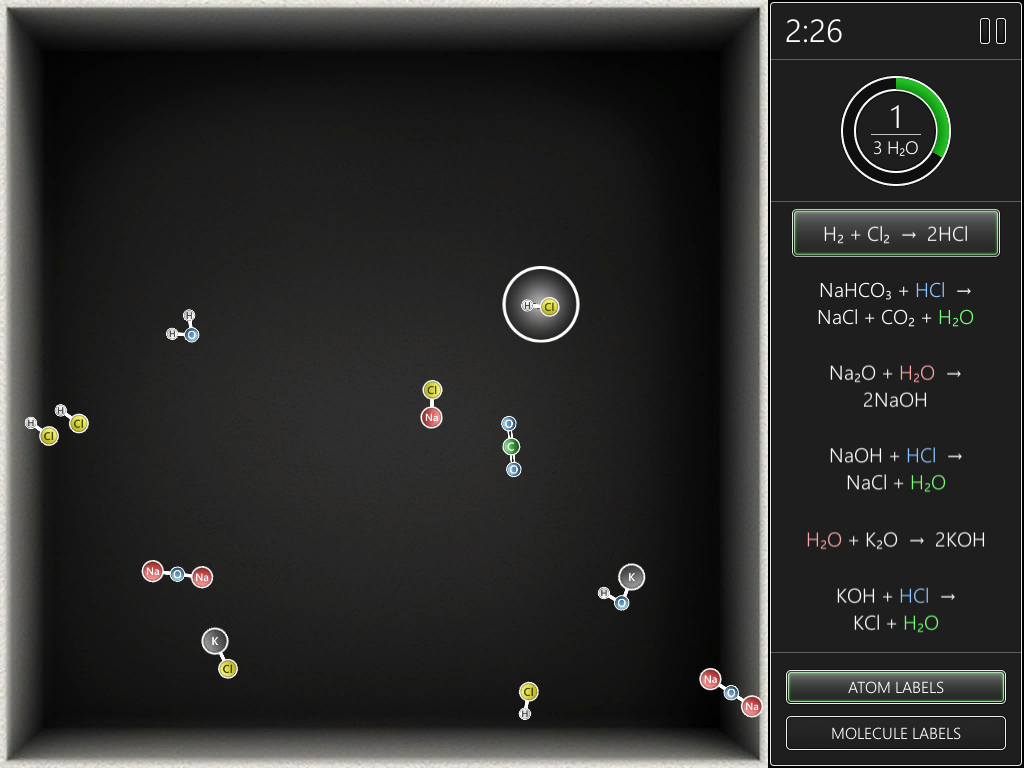 2:26
1
3 H₂O
H₂ + Cl₂ → 2HCl
NaHCO₃ + HCl →
NaCl + CO₂ + H₂O
Na₂O + H₂O →
2NaOH
NaOH + HCl →
NaCl + H₂O
H₂O + K₂O → 2KOH
KOH + HCl →
KCl + H₂O
ATOM LABELS
MOLECULE LABELS
H Cl
H
H O
Cl
Na
H Cl
H Cl
O
C
O
Na O Na
K
H O
K
Cl
Na O Na
Cl
H